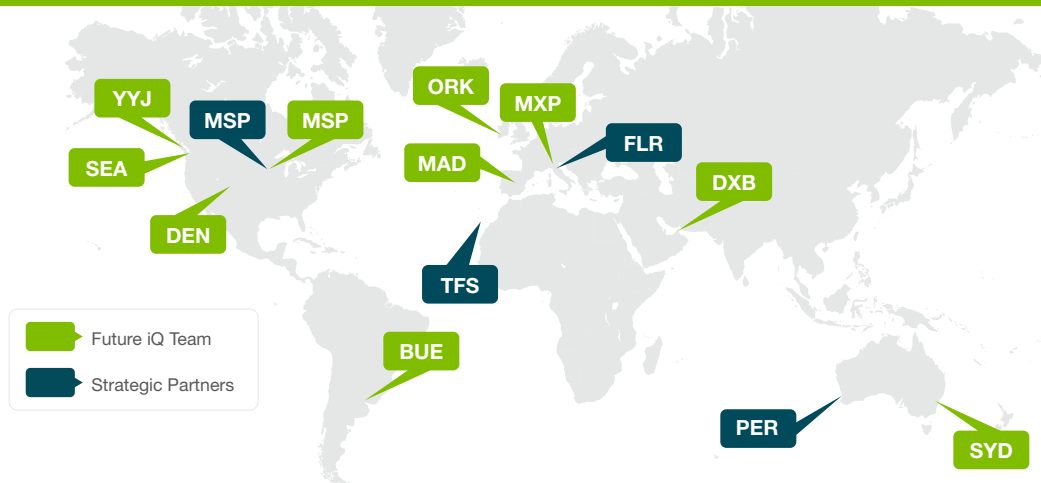 YYJ
MSP
MSP
SEA
DEN
ORK
MXP
MAD
FLR
DXB
TFS
BUE
PER
SYD
Future iQ Team
Strategic Partners